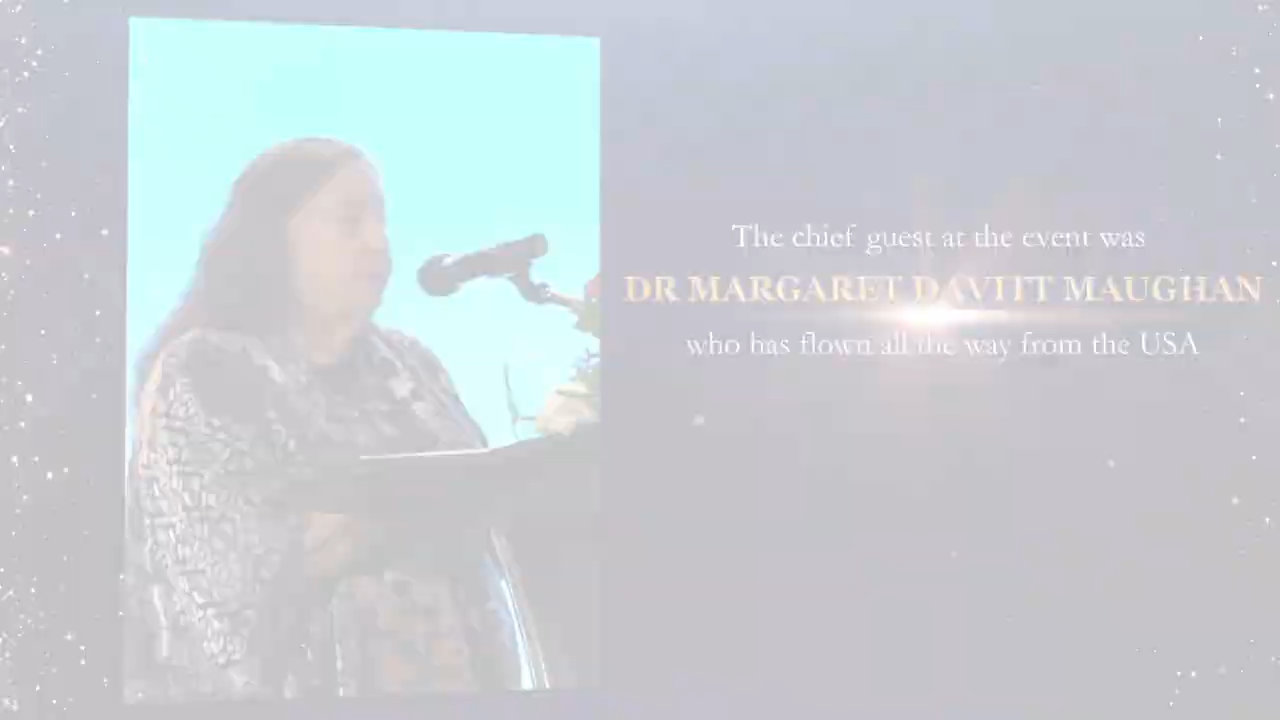 The chief guest at the event was
DR MARGARET DAVITT MAUGHAN
who has flown all the way from the USA